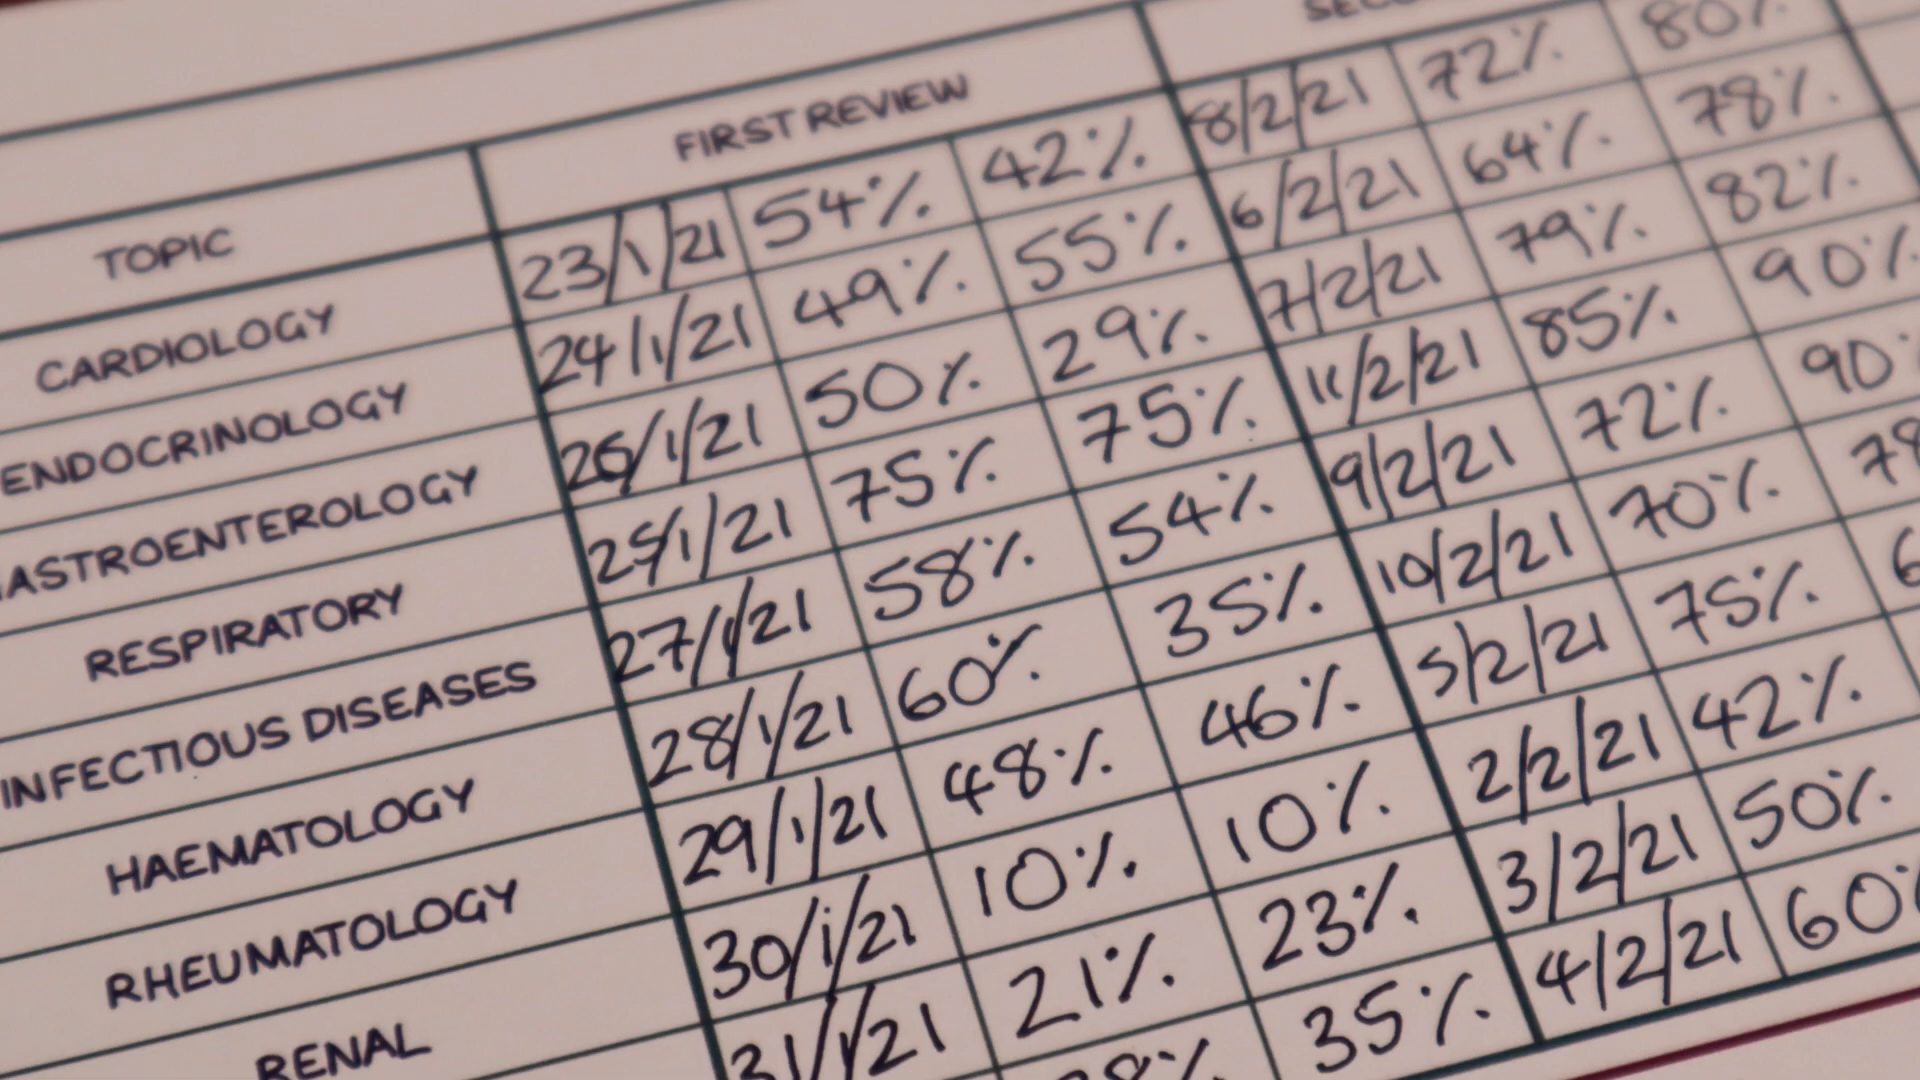 TOPIC FIRST REVIEW
CARDIOLOGY 23/1/21 54% 42% 8/2/21 72% 80%
ENDOCRINOLOGY 24/1/21 49% 55% 6/2/21 64% 78%
ASTROENTEROLOGY 26/1/21 50% 29% 7/2/21 79% 82%
RESPIRATORY 25/1/21 75% 75% 11/2/21 85% 90%
INFECTIOUS DISEASES 27/1/21 58% 54% 9/2/21 72% 90
HAEMATOLOGY 28/1/21 60% 35% 10/2/21 70% 78
RHEUMATOLOGY 29/1/21 48% 46% 5/2/21 75% 6
RENAL 30/1/21 10% 10% 2/2/21 42%
31/1/21 21% 23% 3/2/21 50%
35% 4/2/21 60%